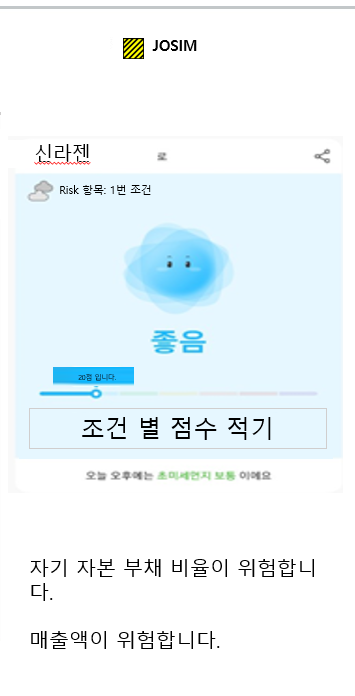 JOSIM
신라젠
로
Risk 항목: 1번 조건
좋음
20점 입니다.
조건 별 점수 적기
오늘 오후에는 초미세먼지 보통 이에요
자기 자본 부채 비율이 위험합니
다.
매출액이 위험합니다.